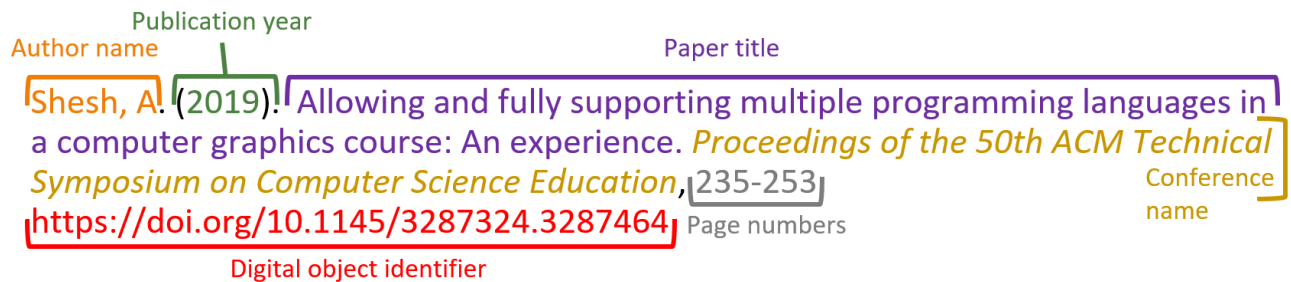 Publication year
Author name
Paper title
Shesh, A. (2019). Allowing and fully supporting multiple programming languages in
a computer graphics course: An experience. Proceedings of the 50th ACM Technical
Symposium on Computer Science Education, 235-253
Conference
name
https://doi.org/10.1145/3287324.3287464
Page numbers
Digital object identifier